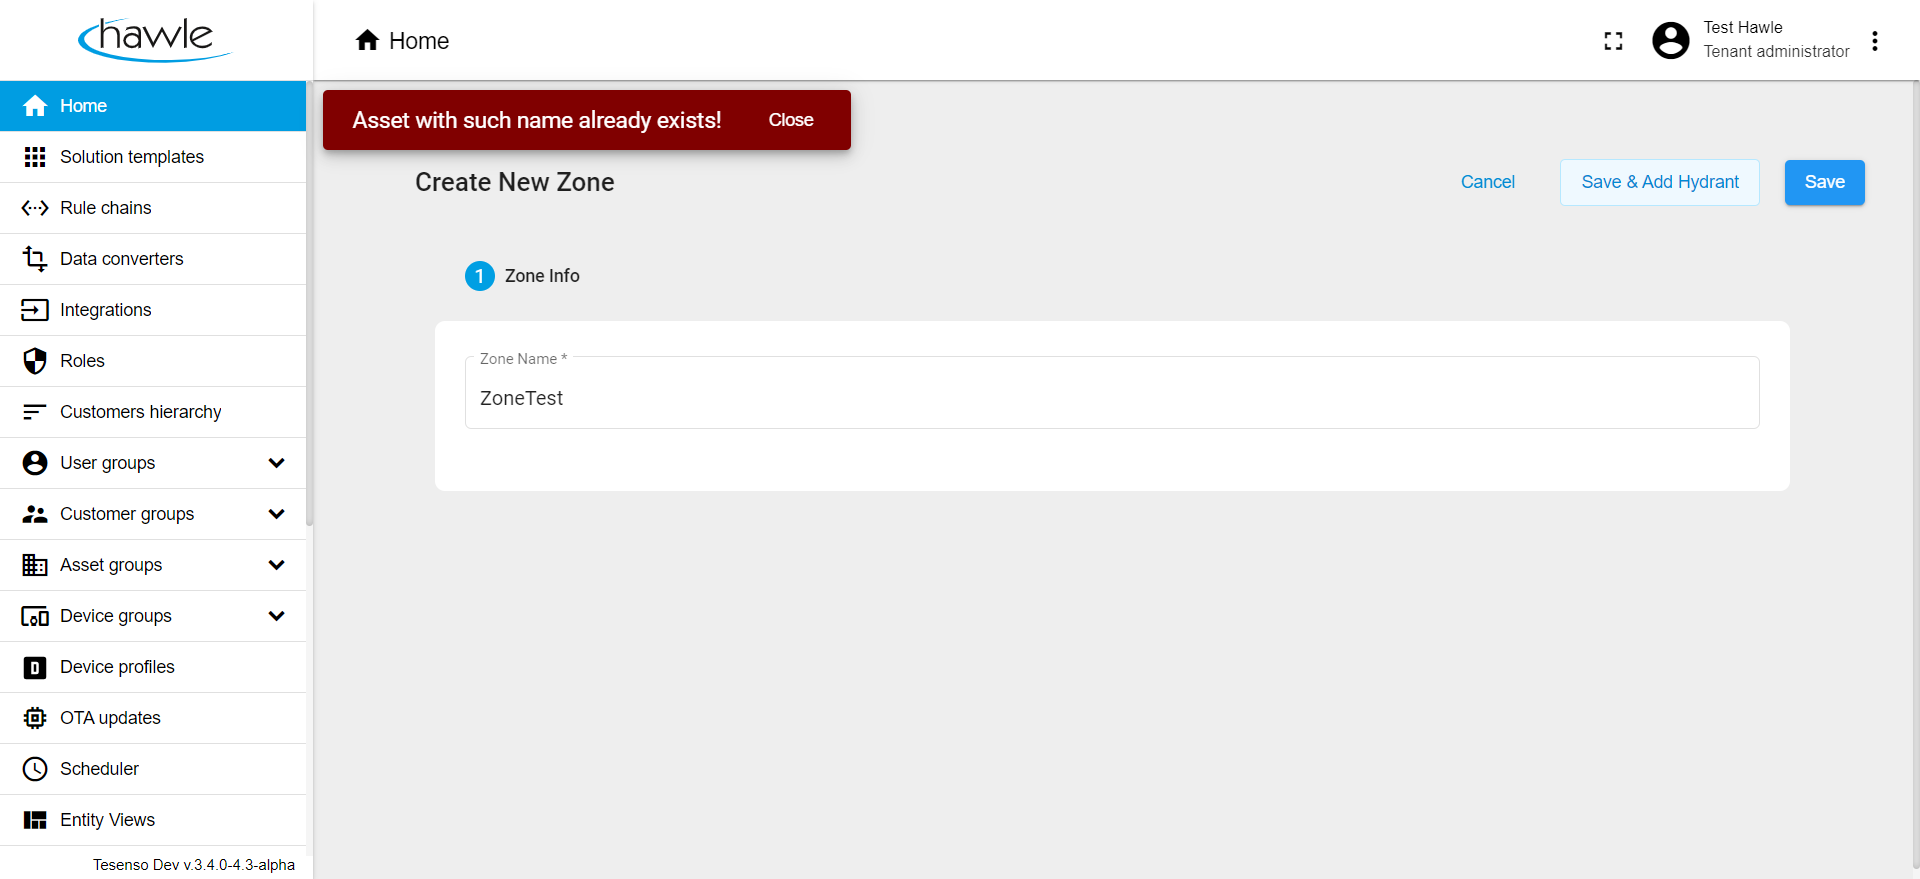 hawle
Home
Test Hawle
Tenant administrator
Home
Solution templates
Rule chains
Data converters
Integrations
Roles
Customers hierarchy
User groups
Customer groups
Asset groups
Device groups
D
Device profiles
OTA updates
Scheduler
Entity Views
Tesenso Dev v.3.4.0-4.3-alpha
Asset with such name already exists! Close
Create New Zone
Cancel
Save & Add Hydrant
Save
1 Zone Info
Zone Name *
ZoneTest